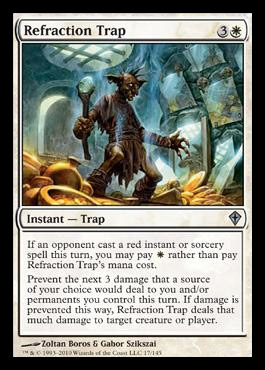 Refraction Trap 3
Instant — Trap
If an opponent cast a red instant or sorcery
spell this turn, you may pay rather than pay
Refraction Trap's mana cost.
Prevent the next 3 damage that a source
of your choice would deal to you and/or
permanents you control this turn. If damage is
prevented this way, Refraction Trap deals that
much damage to target creature or player.
Zoltan Boros & Gabor Szikszai
™ & © 1993–2010 Wizards of the Coast LLC 17/145